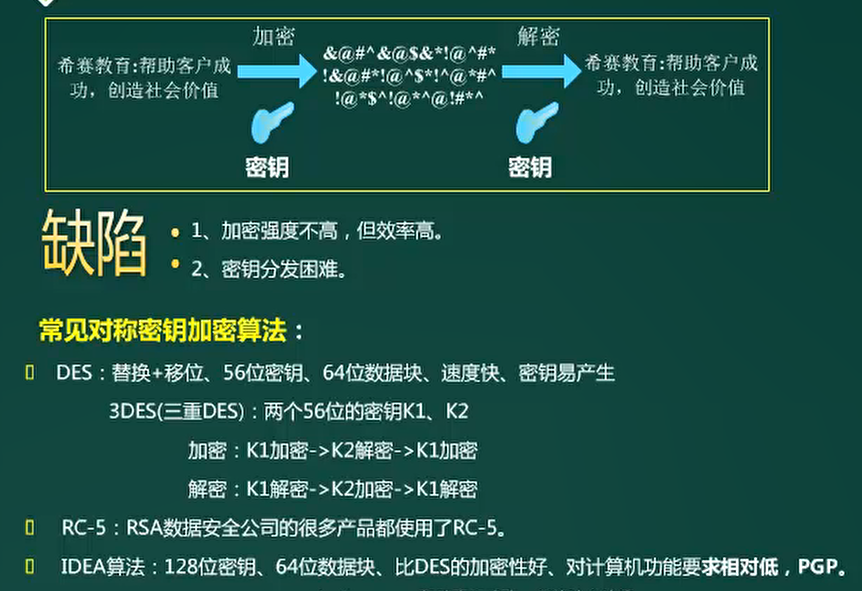 加密
解密
希赛教育:帮助客户成
功，创造社会价值
&@#^&@$&*!@^#*
!&@#*!@^$*!^@*#^
!@*$^!@*^@!#*^
希赛教育:帮助客户成
功，创造社会价值
密钥
密钥
缺陷：
1、加密强度不高，但效率高。
2、密钥分发困难。
常见对称密钥加密算法：
DES：替换+移位、56位密钥、64位数据块、速度快、密钥易产生
3DES(三重DES)：两个56位的密钥K1、K2
加密：K1加密->K2解密->K1加密
解密：K1解密->K2加密->K1解密
RC-5：RSA数据安全公司的很多产品都使用了RC-5。
IDEA算法：128位密钥、64位数据块、比DES的加密性好、对计算机功能要求相对低，PGP。